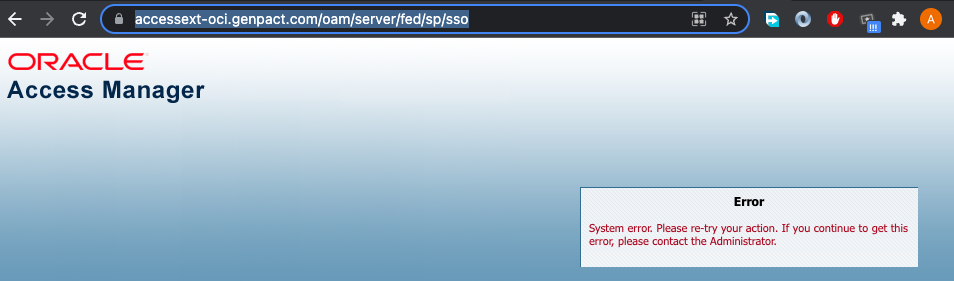 accessext-oci.genpact.com/oam/server/fed/sp/sso
A
!!!
ORACLE
Access Manager
Error
System error. Please re-try your action. If you continue to get this
error, please contact the Administrator.